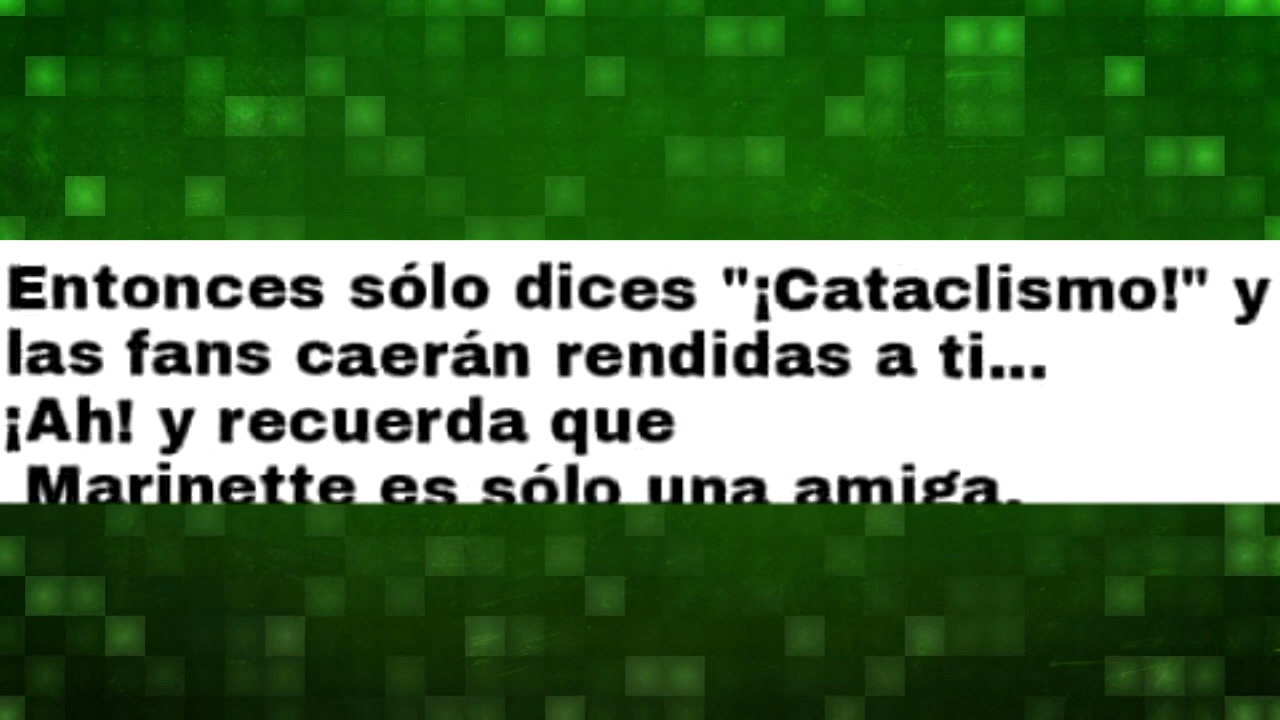 Entonces sólo dices "¡Cataclismo!" y
las fans caerán rendidas a ti...
¡Ah! y recuerda que
Marinette es sólo una amiga.